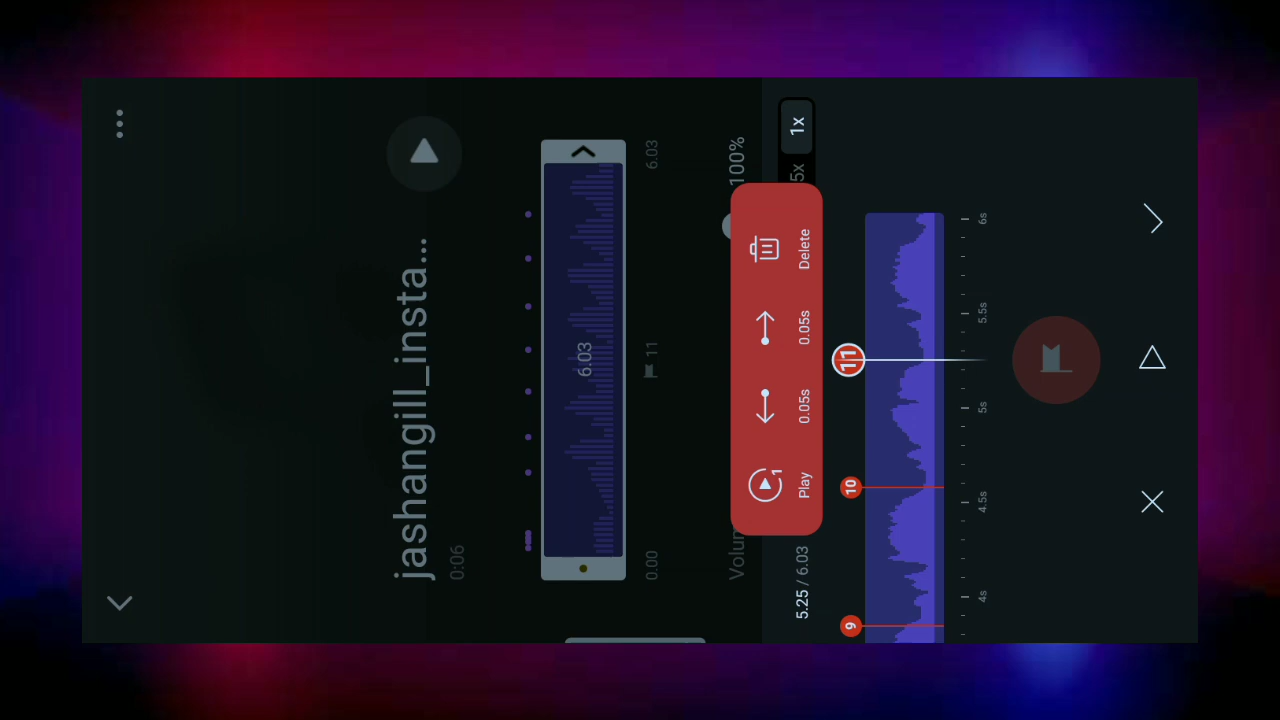 jashangill_insta...
0:06
6.03
0.00
11
6.03
100%
5.25 / 6.03
5x
1x
1
Play
0.05s
0.05s
Delete
9
10
11
4s
4.5s
5s
5.5s
6s